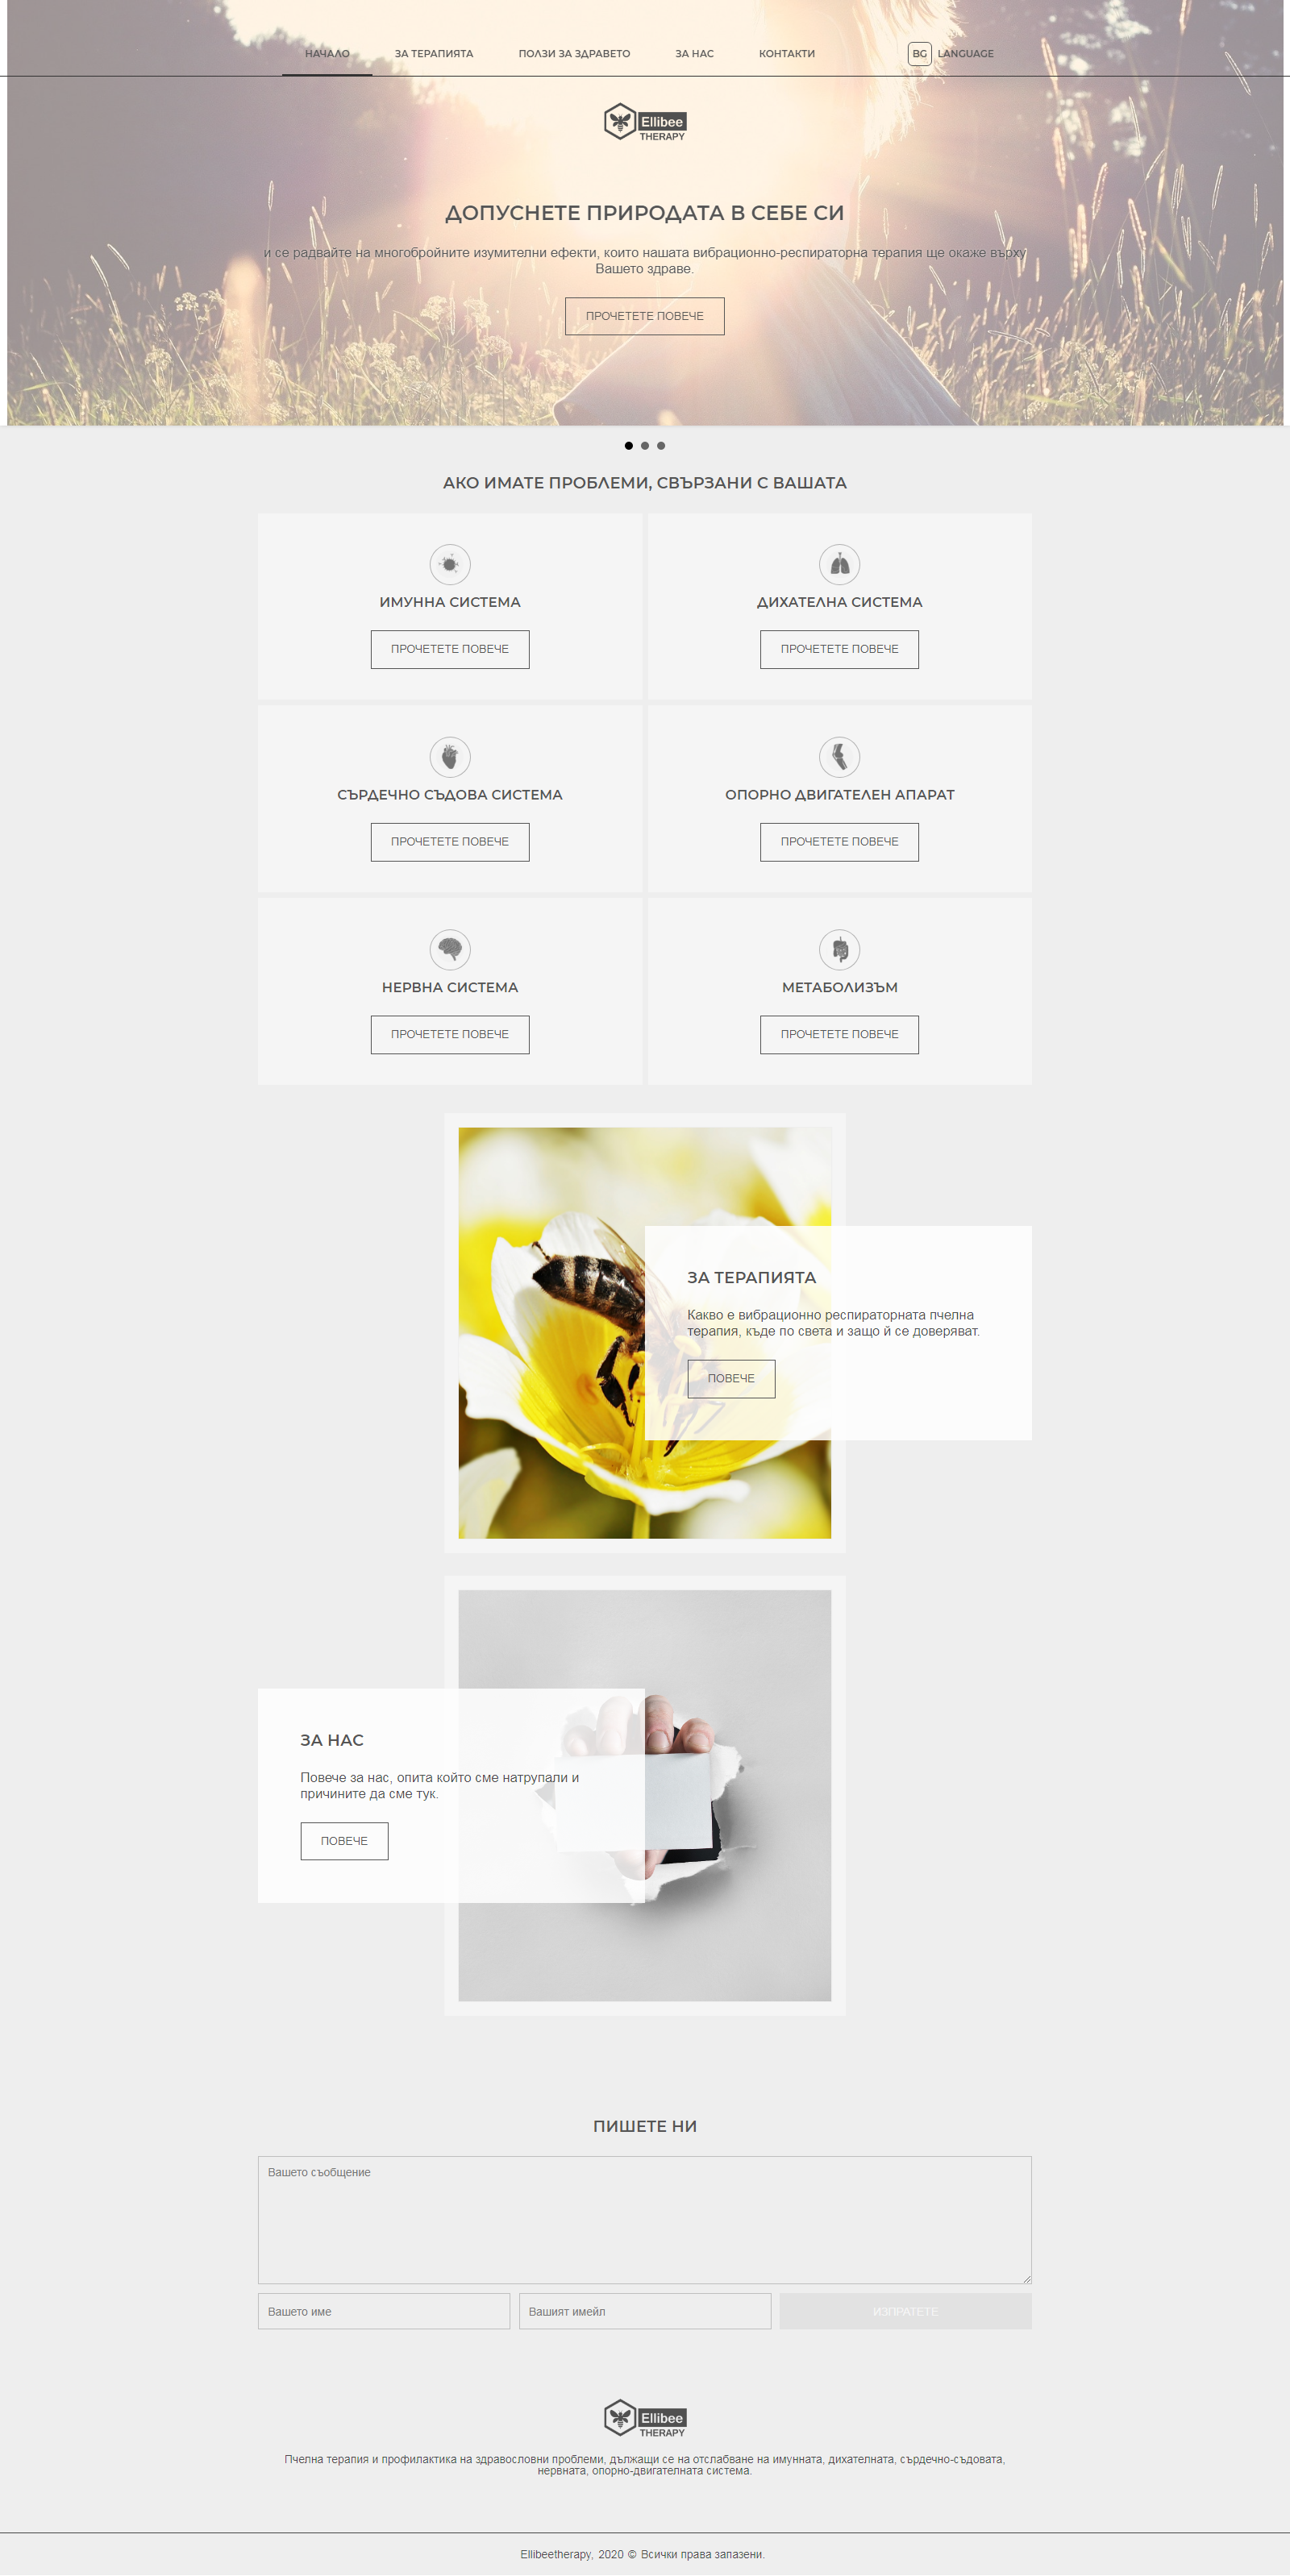 НАЧАЛО ЗА ТЕРАПИЯТА ПОЛЗИ ЗА ЗДРАВЕТО ЗА НАС КОНТАКТИ BG LANGUAGE
Ellibee
THERAPY
ДОПУСНЕТЕ ПРИРОДАТА В СЕБЕ СИ
и се радвайте на многобройните изумителни ефекти, които нашата вибрационно-респираторна терапия ще окаже върху
Вашето здраве.
ПРОЧЕТЕТЕ ПОВЕЧЕ
АКО ИМАТЕ ПРОБЛЕМИ, СВЪРЗАНИ С ВАШАТА
ИМУННА СИСТЕМА
ПРОЧЕТЕТЕ ПОВЕЧЕ
ДИХАТЕЛНА СИСТЕМА
ПРОЧЕТЕТЕ ПОВЕЧЕ
СЪРДЕЧНО СЪДОВА СИСТЕМА
ПРОЧЕТЕТЕ ПОВЕЧЕ
ОПОРНО ДВИГАТЕЛЕН АПАРАТ
ПРОЧЕТЕТЕ ПОВЕЧЕ
НЕРВНА СИСТЕМА
ПРОЧЕТЕТЕ ПОВЕЧЕ
МЕТАБОЛИЗЪМ
ПРОЧЕТЕТЕ ПОВЕЧЕ
ЗА ТЕРАПИЯТА
Какво е вибрационно респираторната пчелна
терапия, къде по света и защо й се доверяват.
ПОВЕЧЕ
ЗА НАС
Повече за нас, опита който сме натрупали и
причините да сме тук.
ПОВЕЧЕ
ПИШЕТЕ НИ
Вашето съобщение
Вашето име Вашият имейл ИЗПРАТЕТЕ
Ellibee
THERAPY
Пчелна терапия и профилактика на здравословни проблеми, дължащи се на отслабване на имунната, дихателната, сърдечно-съдовата,
нервната, опорно-двигателната система.
Ellibeetherapy, 2020 © Всички права запазени.